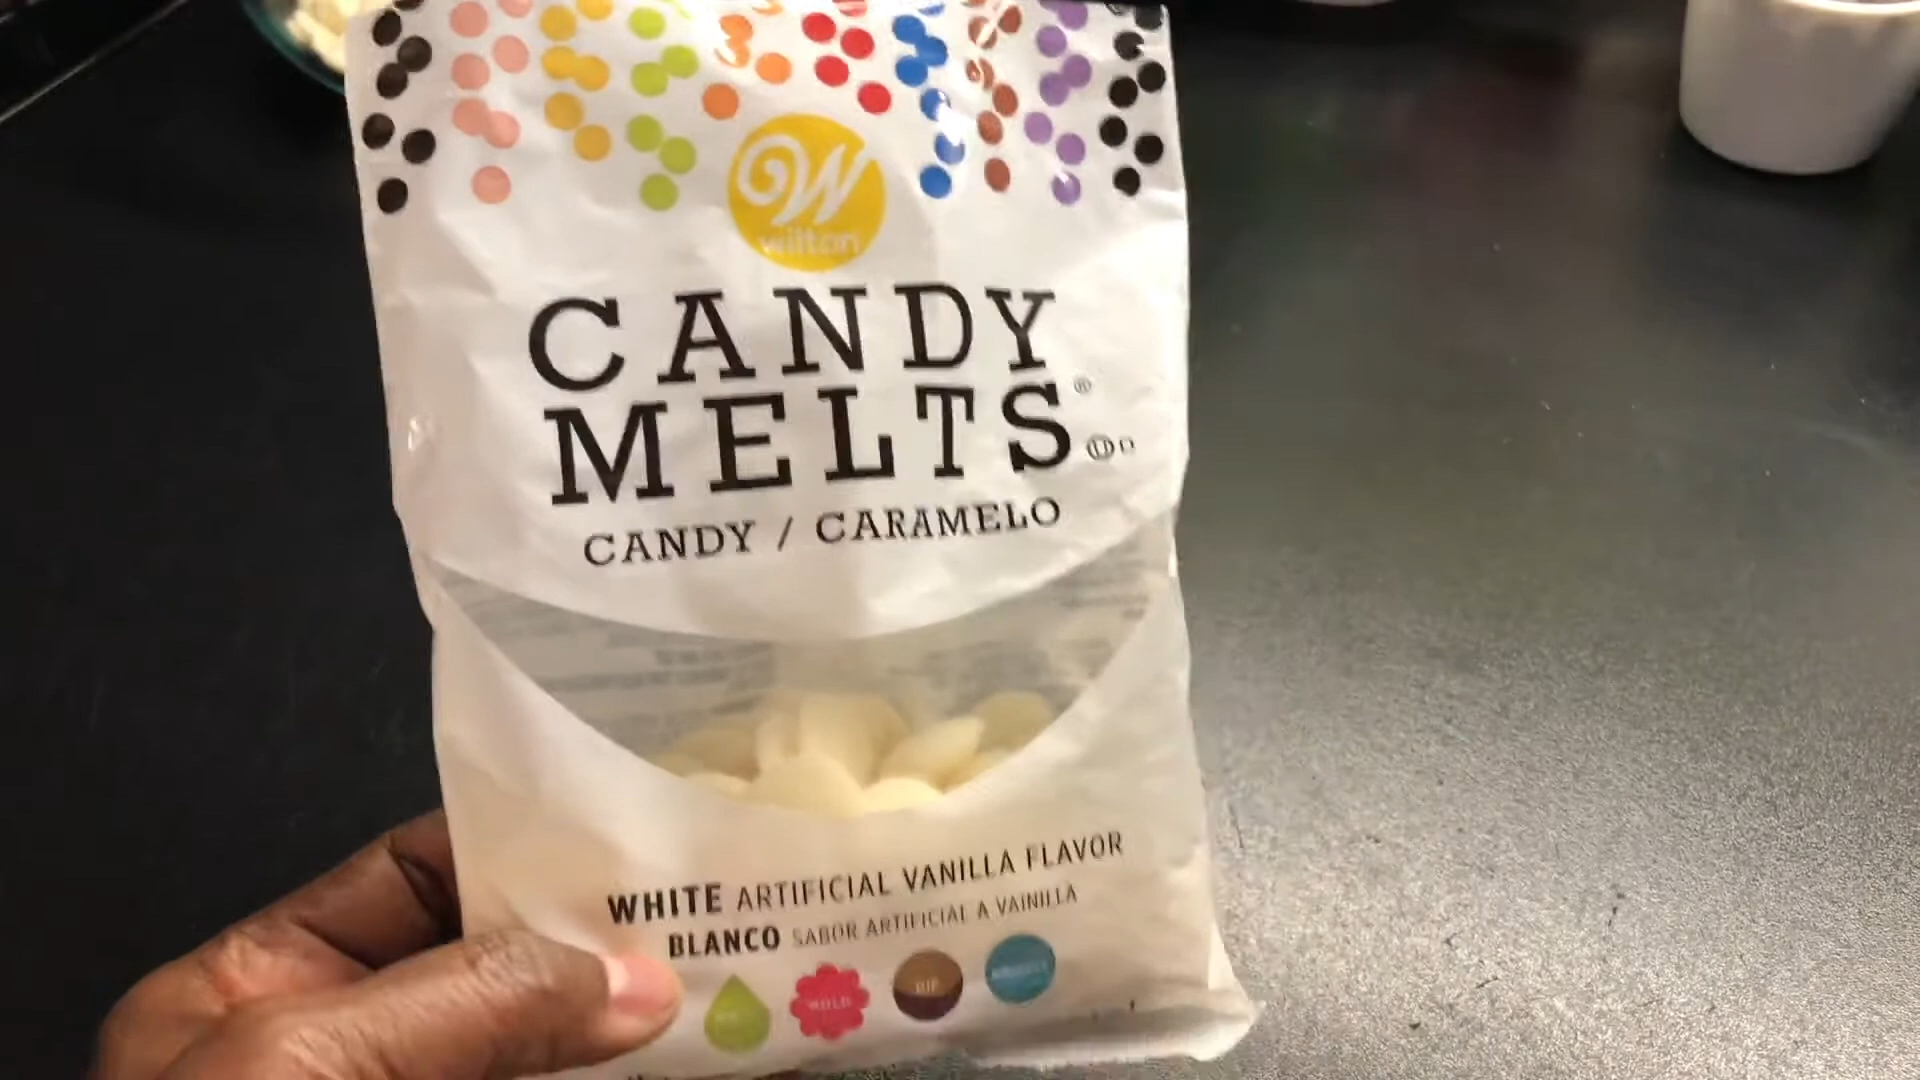 wilton
CANDY
MELTS®
CANDY / CARAMELO
WHITE ARTIFICIAL VANILLA FLAVOR
BLANCO SABOR ARTIFICIAL A VAINILLA
MOLD DIP